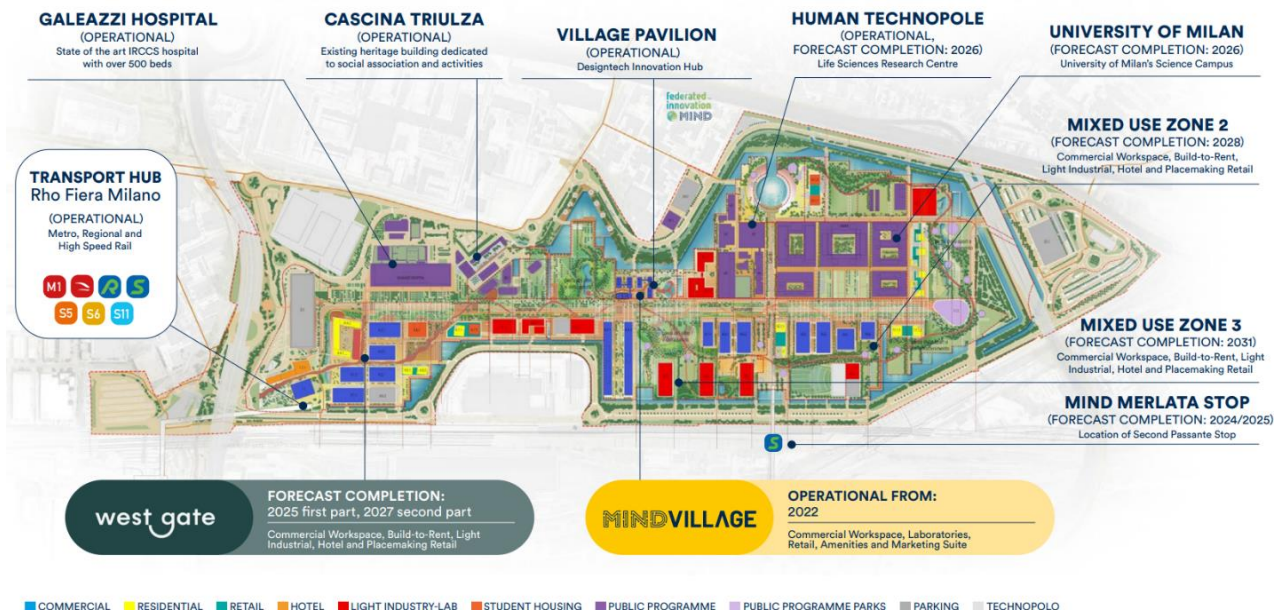 GALEAZZI HOSPITAL
(OPERATIONAL)
State of the art IRCCS hospital
with over 500 beds
CASCINA TRIULZA
(OPERATIONAL)
Existing heritage building dedicated
to social association and activities
VILLAGE PAVILION
(OPERATIONAL)
Designtech Innovation Hub
federated
innovation
MIND
HUMAN TECHNOPOLE
(OPERATIONAL,
FORECAST COMPLETION: 2026)
Life Sciences Research Centre
UNIVERSITY OF MILAN
(FORECAST COMPLETION: 2026)
University of Milan's Science Campus
MIXED USE ZONE 2
(FORECAST COMPLETION: 2028)
Commercial Workspace, Build-to-Rent,
Light Industrial, Hotel and Placemaking Retail
TRANSPORT HUB
Rho Fiera Milano
(OPERATIONAL)
Metro, Regional and
High Speed Rail
M1 R S
S5 S6 S11
MIXED USE ZONE 3
(FORECAST COMPLETION: 2031)
Commercial Workspace, Build-to-Rent, Light
Industrial, Hotel and Placemaking Retail
MIND MERLATA STOP
(FORECAST COMPLETION: 2024/2025)
Location of Second Passante Stop
S
west gate
FORECAST COMPLETION:
2025 first part, 2027 second part
Commercial Workspace, Build-to-Rent, Light
Industrial, Hotel and Placemaking Retail
MINDVILLAGE
OPERATIONAL FROM:
2022
Commercial Workspace, Laboratories,
Retail, Amenities and Marketing Suite
COMMERCIAL RESIDENTIAL RETAIL HOTEL LIGHT INDUSTRY-LAB STUDENT HOUSING PUBLIC PROGRAMME PUBLIC PROGRAMME PARKS PARKING TECHNOPOLO